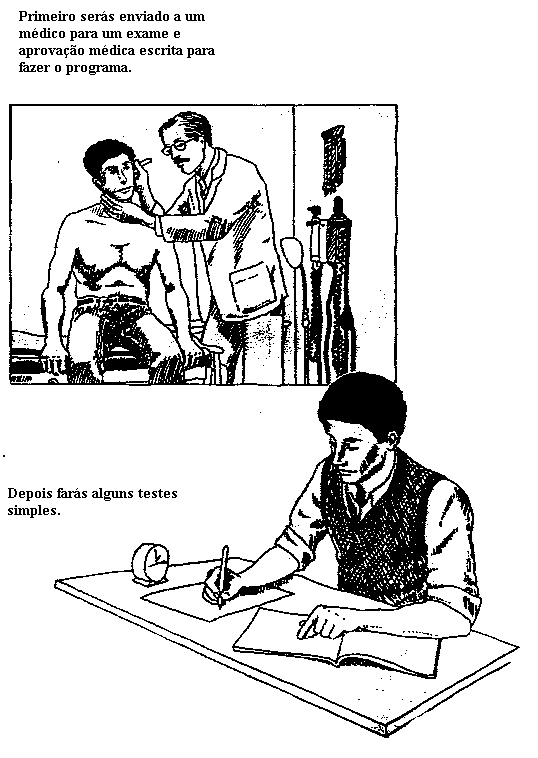 Primeiro serás enviado a um
médico para um exame e
aprovação médica escrita para
fazer o programa.
Depois farás alguns testes
simples.